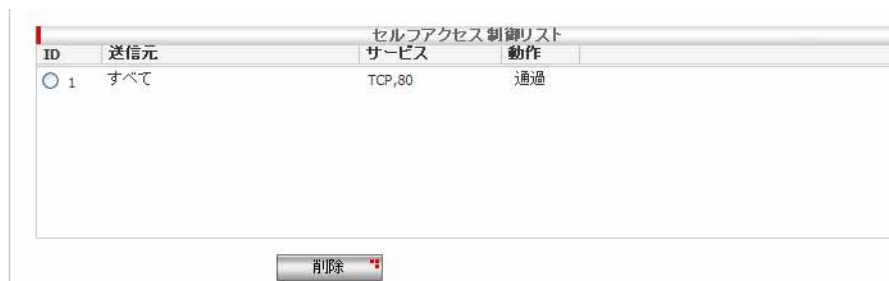 セルフアクセス制御リスト
ID 送信元 サービス 動作
1 すべて TCP,80 通過
削除